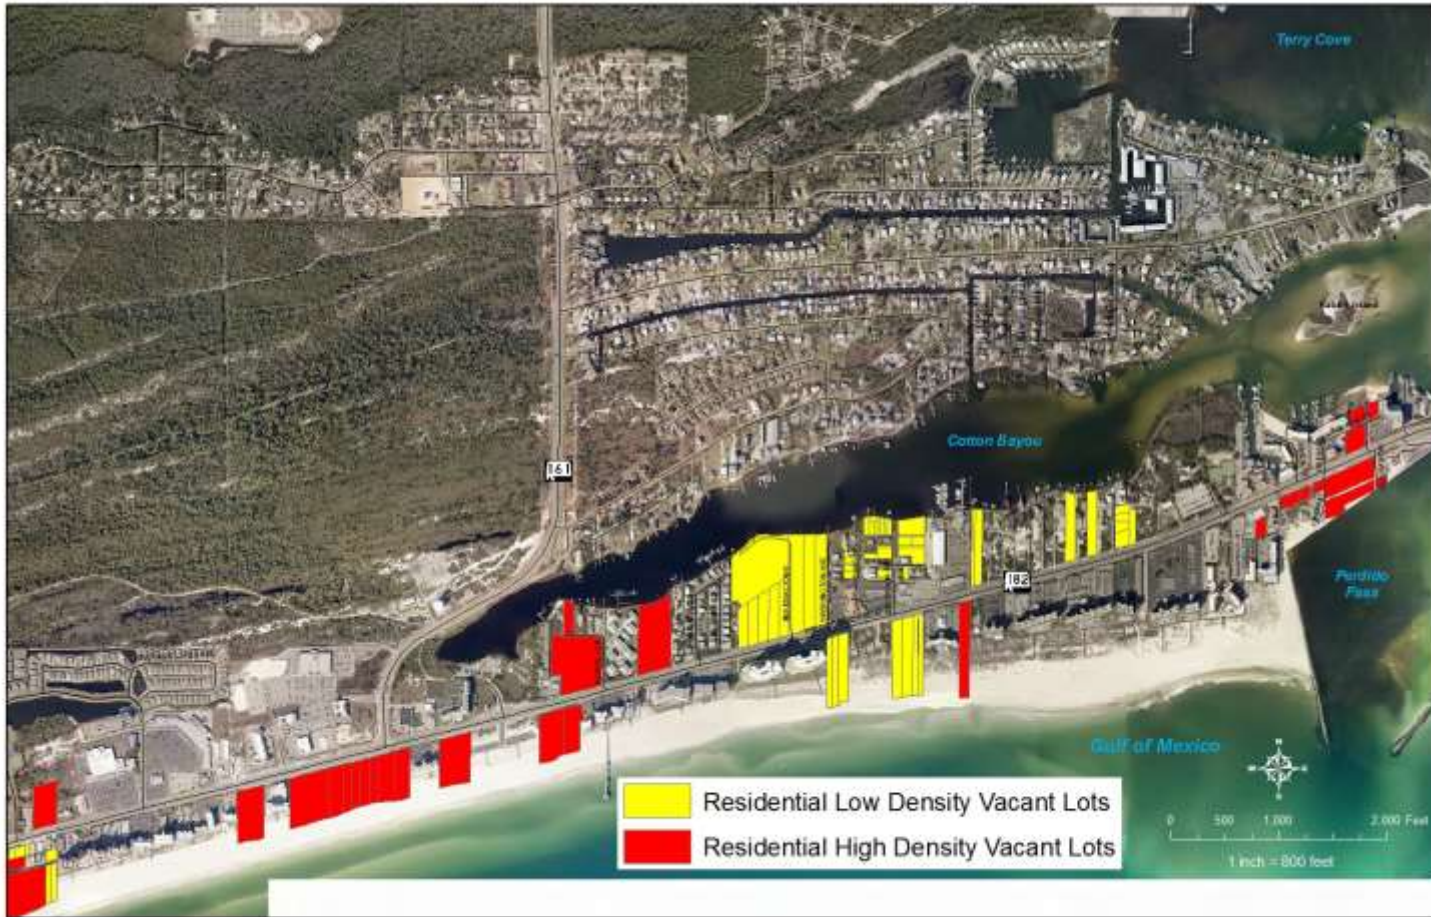 Terry Cove
Cotton Bayou
161
182
Perdido
Pass
Gulf of Mexico
N
W E
S
0 500 1,000 2,000 Feet
1 inch = 800 feet
Residential Low Density Vacant Lots
Residential High Density Vacant Lots